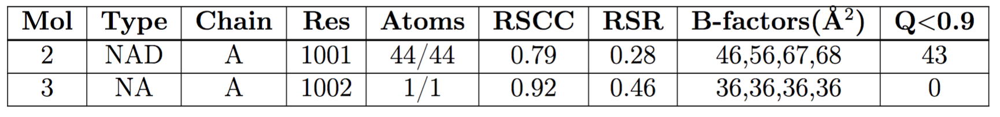 Mol Type Chain Res Atoms RSCC RSR B-factors(Å²) Q<0.9
2 NAD A 1001 44/44 0.79 0.28 46,56,67,68 43
3 NA A 1002 1/1 0.92 0.46 36,36,36,36 0